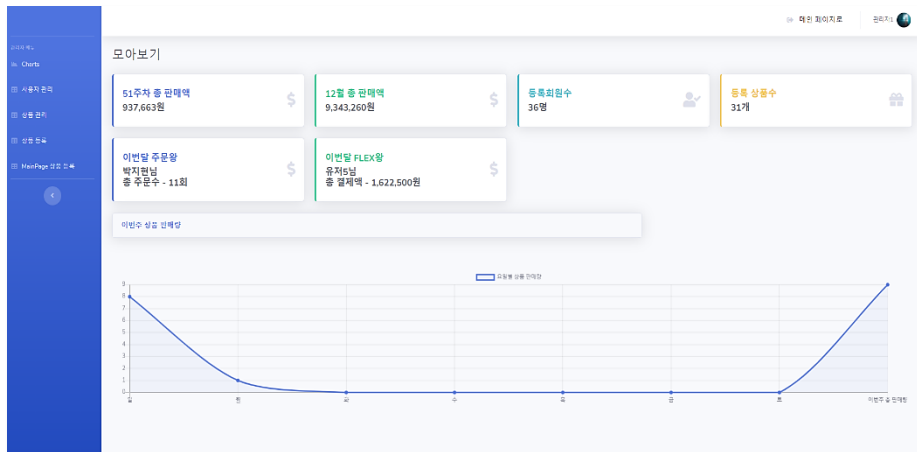 메인 페이지로
관리자1
관리자 메뉴
Charts
사용자 관리
상품 관리
상품 등록
MainPage 상품 등록
모아보기
51주차 총 판매액
937,663원
12월 총 판매액
9,343,260원
등록회원수
36명
등록 상품수
31개
이번달 주문왕
박지현님
총 주문수 - 11회
이번달 FLEX왕
유저5님
총 결제액 - 1,622,500원
이번주 상품 판매량
요일별 상품 판매량
9
8
7
6
5
4
3
2
1
0
일
월
화
수
목
금
토
이번주 총 판매량